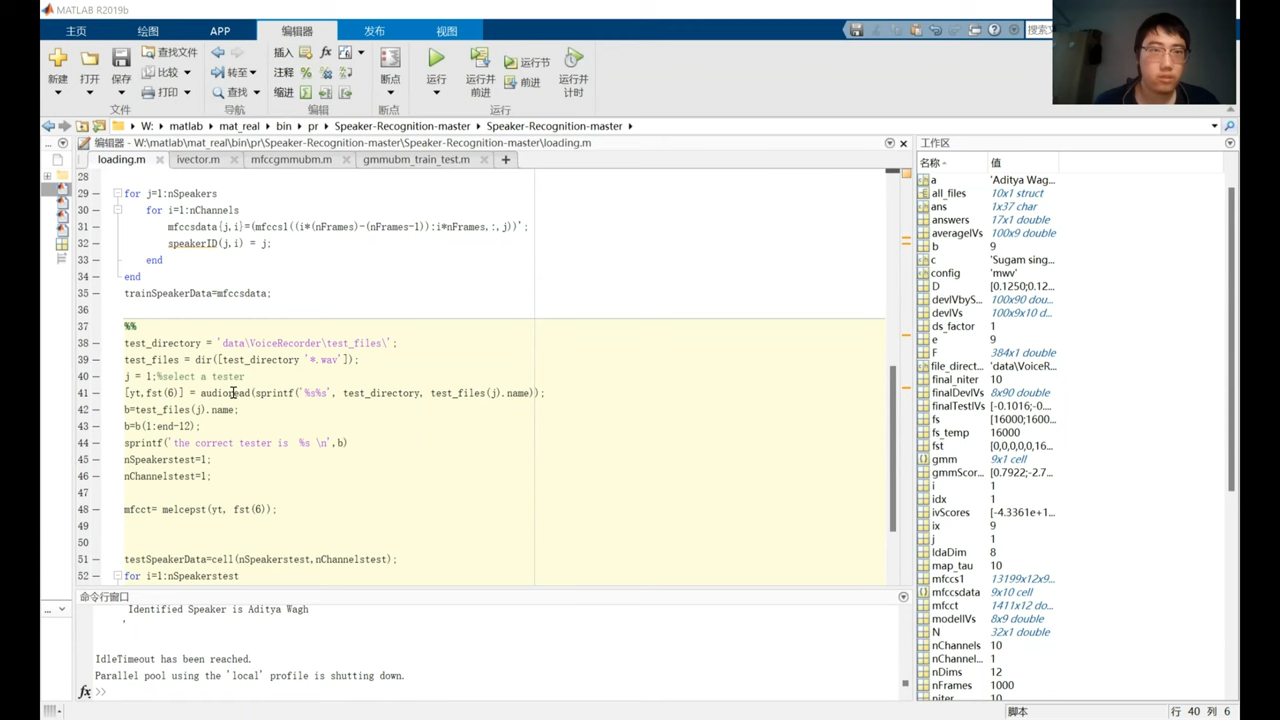 MATLAB R2019b
主页 绘图 APP 编辑器 发布 视图
搜索
新建 打开 保存 查找文件 比较 打印 转至 查找 插入 fx 注释 缩进 断点 运行 运行并前进 运行节 前进 运行并计时
文件 导航 编辑 断点 运行
W: ▸ matlab ▸ mat_real ▸ bin ▸ pr ▸ Speaker-Recognition-master ▸ Speaker-Recognition-master ▸
编辑器 - W:\matlab\mat_real\bin\pr\Speaker-Recognition-master\Speaker-Recognition-master\loading.m
loading.m ivector.m mfccgmmubm.m gmmubm_train_test.m
28
29 for j=1:nSpeakers
30 for i=1:nChannels
31 mfccsdata{j,i}=(mfccs1((i*(nFrames)-(nFrames-1)):i*nFrames,:,j))';
32 speakerID(j,i) = j;
33 end
34 end
35 trainSpeakerData=mfccsdata;
36
37 %%
38 test_directory = 'data\VoiceRecorder\test_files\';
39 test_files = dir([test_directory '*.wav']);
40 j = 1;%select a tester
41 [yt,fst(6)] = audioread(sprintf('%s%s', test_directory, test_files(j).name));
42 b=test_files(j).name;
43 b=b(1:end-12);
44 sprintf('the correct tester is  %s \n',b)
45 nSpeakerstest=1;
46 nChannelstest=1;
47
48 mfcct= melcepst(yt, fst(6));
49
50
51 testSpeakerData=cell(nSpeakerstest,nChannelstest);
52 for i=1:nSpeakerstest
命令行窗口
Identified Speaker is Aditya Wagh
'
IdleTimeout has been reached.
Parallel pool using the 'local' profile is shutting down.
fx >>
工作区
名称 值
a 'Aditya Wag...
all_files 10x1 struct
ans 1x37 char
answers 17x1 double
averageIVs 100x9 double
b 9
c 'Sugam sing...
config 'mwv'
D [0.1250;0.12...
devIVbyS... 100x90 dou...
devIVs 100x9x10 d...
ds_factor 1
e 9
F 384x1 doub...
file_direct... 'data\VoiceR...
final_niter 10
finalDevIVs 8x90 double
finalTestIVs [-0.1016;-0....
fs [16000;1600...
fs_temp 16000
fst [0,0,0,0,0,16...
gmm 9x1 cell
gmmScor... [0.7922;-2.7...
i 1
idx 1
ivScores [-4.3361e+1...
ix 9
j 1
ldaDim 8
map_tau 10
mfccs1 13199x12x9...
mfccsdata 9x10 cell
mfcct 1411x12 do...
modelIVs 8x9 double
N 32x1 double
nChannels 10
nChannel... 1
nDims 12
nFrames 1000
niter 10
脚本 行 40 列 6